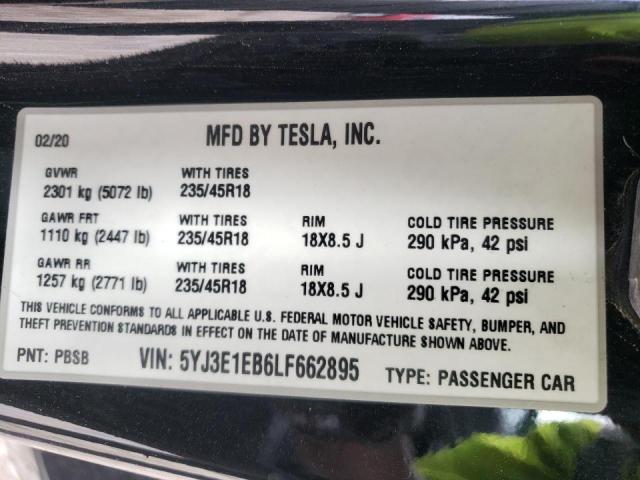 02/20 MFD BY TESLA, INC.
GVWR WITH TIRES
2301 kg (5072 lb) 235/45R18
GAWR FRT WITH TIRES RIM COLD TIRE PRESSURE
1110 kg (2447 lb) 235/45R18 18X8.5 J 290 kPa, 42 psi
GAWR RR WITH TIRES RIM COLD TIRE PRESSURE
1257 kg (2771 lb) 235/45R18 18X8.5 J 290 kPa, 42 psi
THIS VEHICLE CONFORMS TO ALL APPLICABLE U.S. FEDERAL MOTOR VEHICLE SAFETY, BUMPER, AND
THEFT PREVENTION STANDARDS IN EFFECT ON THE DATE OF MANUFACTURE SHOWN ABOVE.
PNT: PBSB VIN: 5YJ3E1EB6LF662895 TYPE: PASSENGER CAR